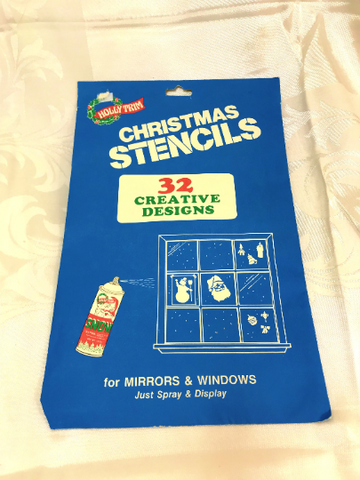 HOLLY TRIM
CHRISTMAS
STENCILS
32
CREATIVE
DESIGNS
SNOW
for MIRRORS & WINDOWS
Just Spray & Display